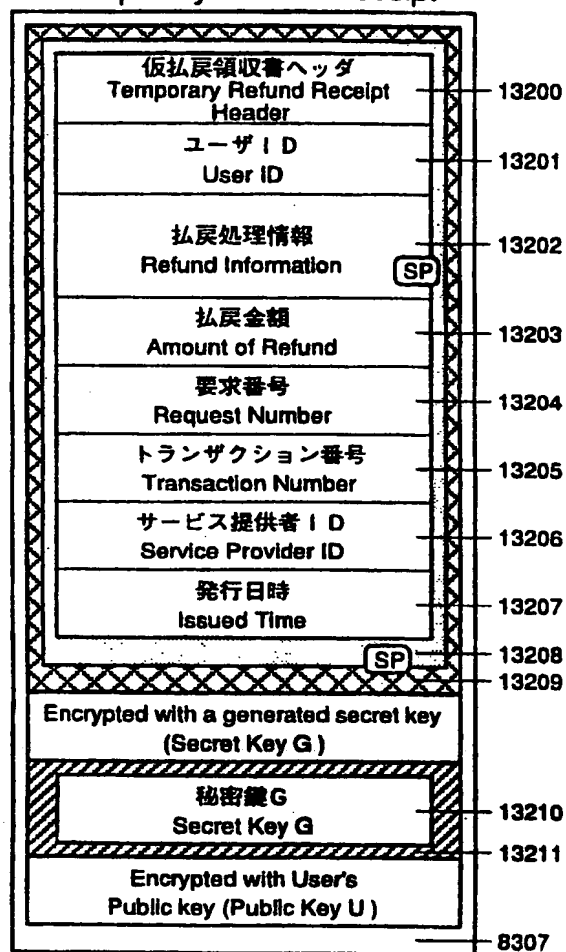 仮払戻領収書ヘッダ
Temporary Refund Receipt
Header
13200
ユーザID
User ID
13201
払戻処理情報
Refund Information
SP
13202
払戻金額
Amount of Refund
13203
要求番号
Request Number
13204
トランザクション番号
Transaction Number
13205
サービス提供者ID
Service Provider ID
13206
発行日時
Issued Time
13207
SP
13208
13209
Encrypted with a generated secret key
(Secret Key G )
秘密鍵G
Secret Key G
13210
13211
Encrypted with User's
Public key (Public Key U )
8307